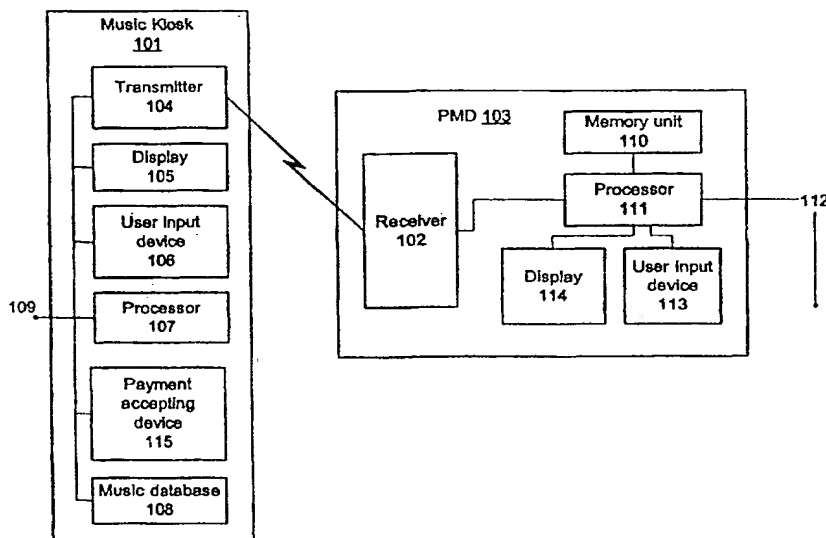 Music Kiosk
101
Transmitter
104
Display
105
User Input
device
106
Processor
107
109
Payment
accepting
device
115
Music database
108
PMD 103
Memory unit
110
Processor
111
112
Receiver
102
Display
114
User input
device
113